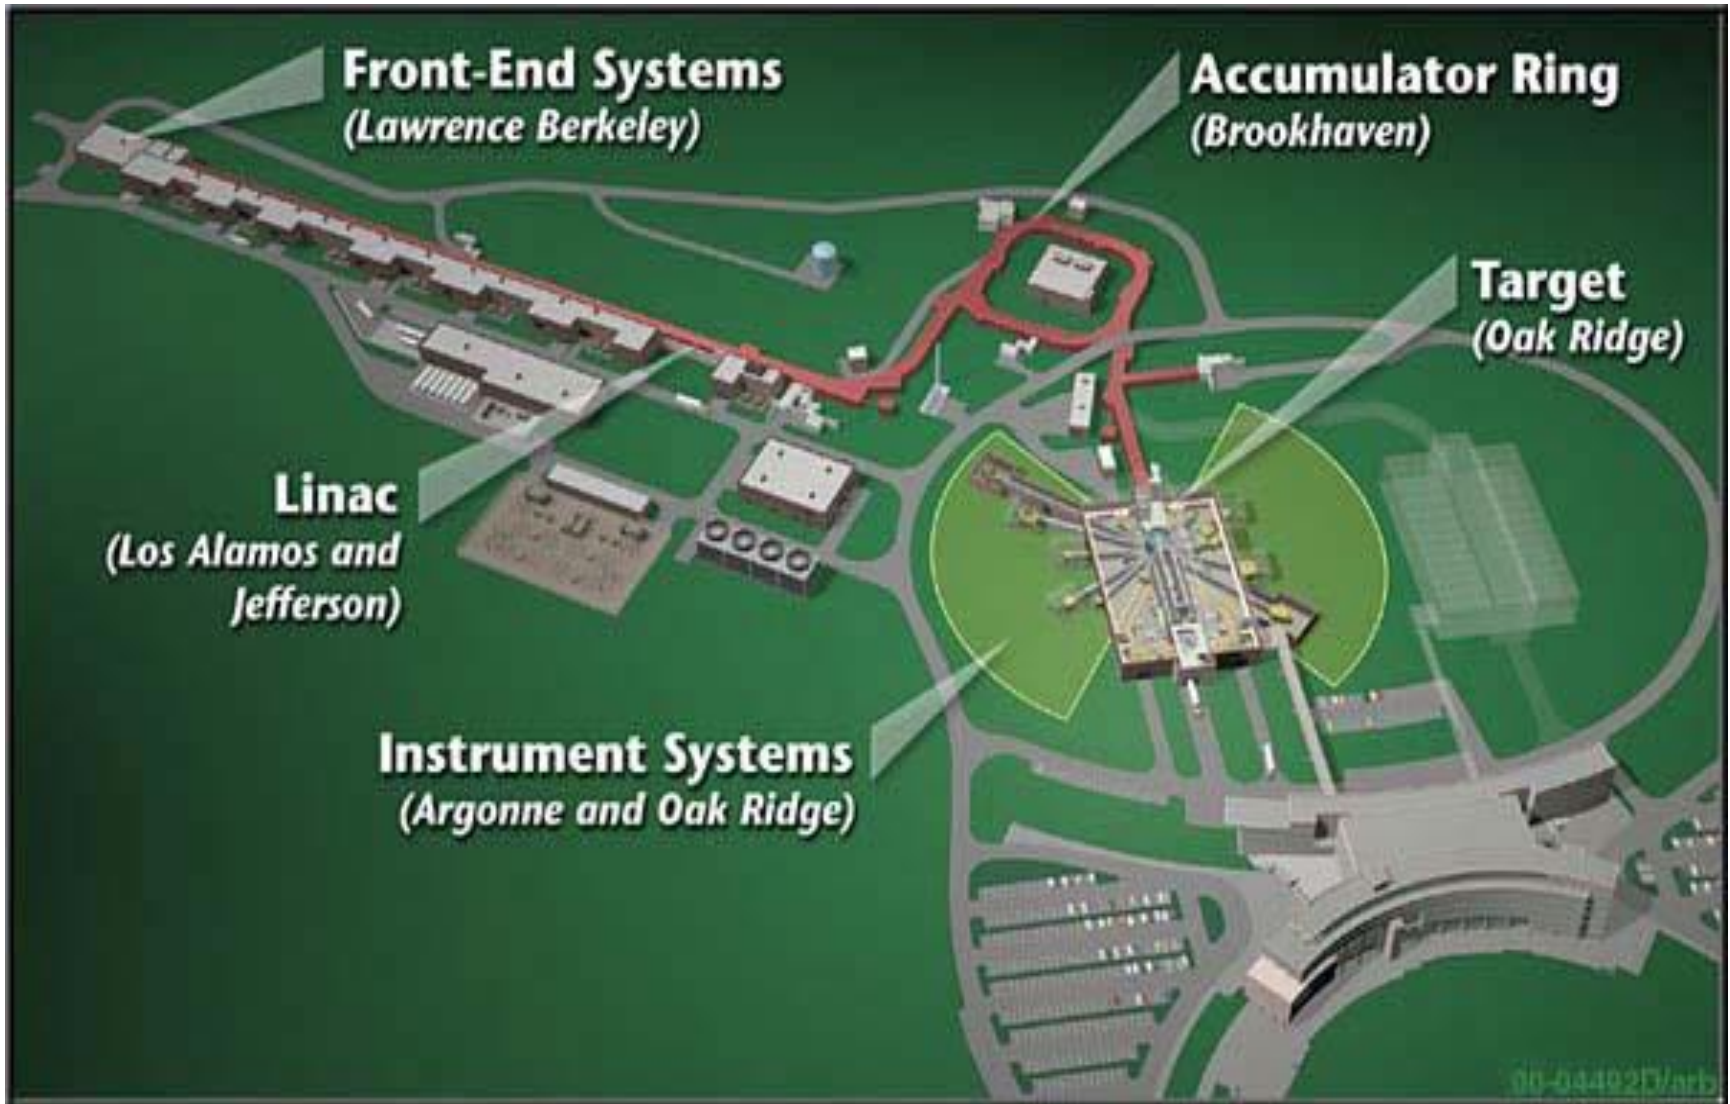 Front-End Systems
(Lawrence Berkeley)
Accumulator Ring
(Brookhaven)
Target
(Oak Ridge)
Linac
(Los Alamos and
Jefferson)
Instrument Systems
(Argonne and Oak Ridge)